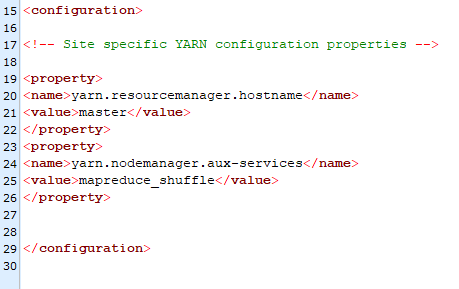 15 <configuration>
16
17 <!-- Site specific YARN configuration properties -->
18
19 <property>
20 <name>yarn.resourcemanager.hostname</name>
21 <value>master</value>
22 </property>
23 <property>
24 <name>yarn.nodemanager.aux-services</name>
25 <value>mapreduce_shuffle</value>
26 </property>
27
28
29 </configuration>
30